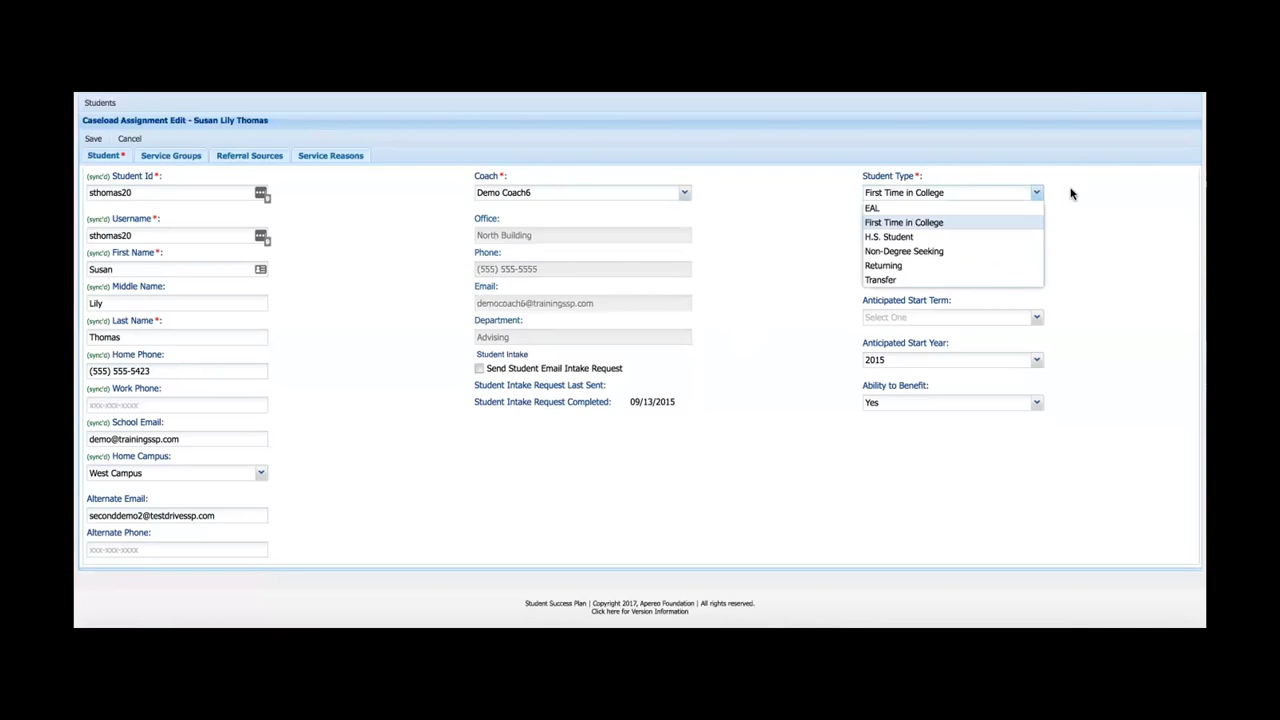 Students
Caseload Assignment Edit - Susan Lily Thomas
Save Cancel
Student * Service Groups Referral Sources Service Reasons
(sync'd) Student Id *:
sthomas20
(sync'd) Username *:
sthomas20
(sync'd) First Name *:
Susan
(sync'd) Middle Name:
Lily
(sync'd) Last Name *:
Thomas
(sync'd) Home Phone:
(555) 555-5423
(sync'd) Work Phone:
xxx-xxx-xxxx
(sync'd) School Email:
demo@trainingssp.com
(sync'd) Home Campus:
West Campus
Alternate Email:
seconddemo2@testdrivessp.com
Alternate Phone:
xxx-xxx-xxxx
Coach *:
Demo Coach6
Office:
North Building
Phone:
(555) 555-5555
Email:
democoach6@trainingssp.com
Department:
Advising
Student Intake
Send Student Email Intake Request
Student Intake Request Last Sent:
Student Intake Request Completed: 09/13/2015
Student Type *:
First Time in College
EAL
First Time in College
H.S. Student
Non-Degree Seeking
Returning
Transfer
Anticipated Start Term:
Select One
Anticipated Start Year:
2015
Ability to Benefit:
Yes
Student Success Plan | Copyright 2017, Apereo Foundation | All rights reserved.
Click here for Version Information